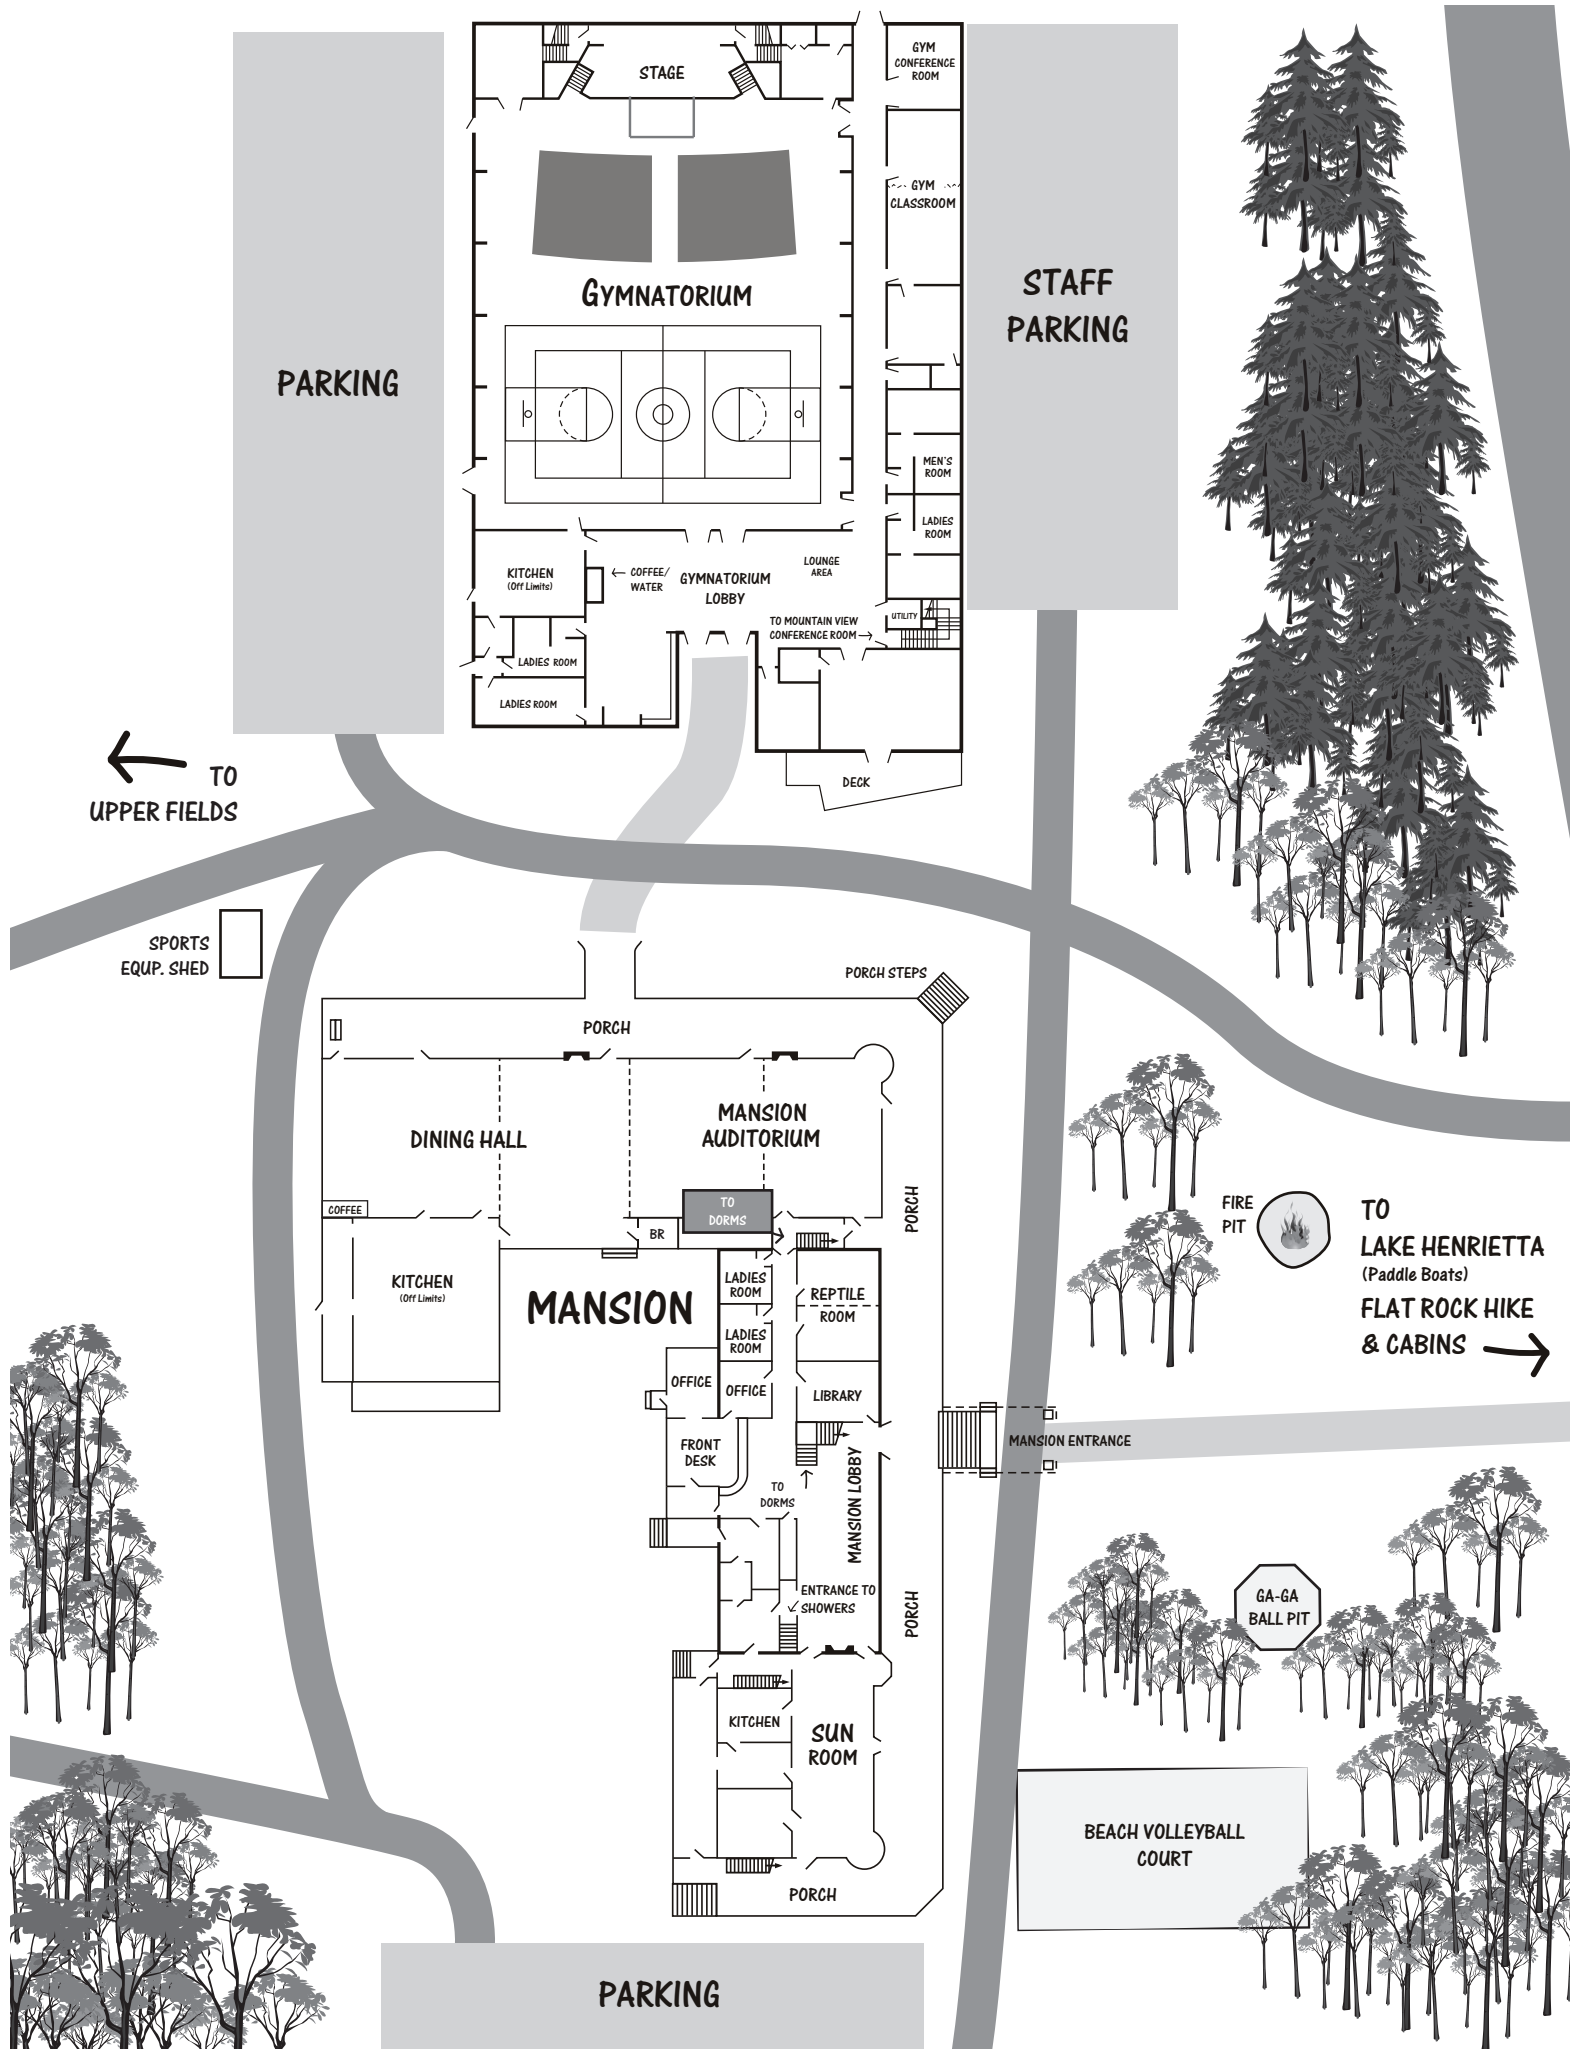 STAGE
GYM
CONFERENCE
ROOM
GYM
CLASSROOM
GYMNATORIUM
STAFF
PARKING
PARKING
MEN'S
ROOM
LADIES
ROOM
KITCHEN
(Off Limits)
COFFEE/
WATER
GYMNATORIUM
LOBBY
LOUNGE
AREA
UTILITY
TO MOUNTAIN VIEW
CONFERENCE ROOM
LADIES ROOM
LADIES ROOM
DECK
TO
UPPER FIELDS
SPORTS
EQUP. SHED
PORCH STEPS
PORCH
DINING HALL
MANSION
AUDITORIUM
COFFEE
TO
DORMS
BR
PORCH
FIRE
PIT
TO
LAKE HENRIETTA
(Paddle Boats)
FLAT ROCK HIKE
& CABINS
KITCHEN
(Off Limits)
MANSION
LADIES
ROOM
REPTILE
ROOM
LADIES
ROOM
OFFICE
OFFICE
LIBRARY
FRONT
DESK
MANSION LOBBY
MANSION ENTRANCE
TO
DORMS
ENTRANCE TO
SHOWERS
PORCH
GA-GA
BALL PIT
KITCHEN
SUN
ROOM
BEACH VOLLEYBALL
COURT
PORCH
PARKING